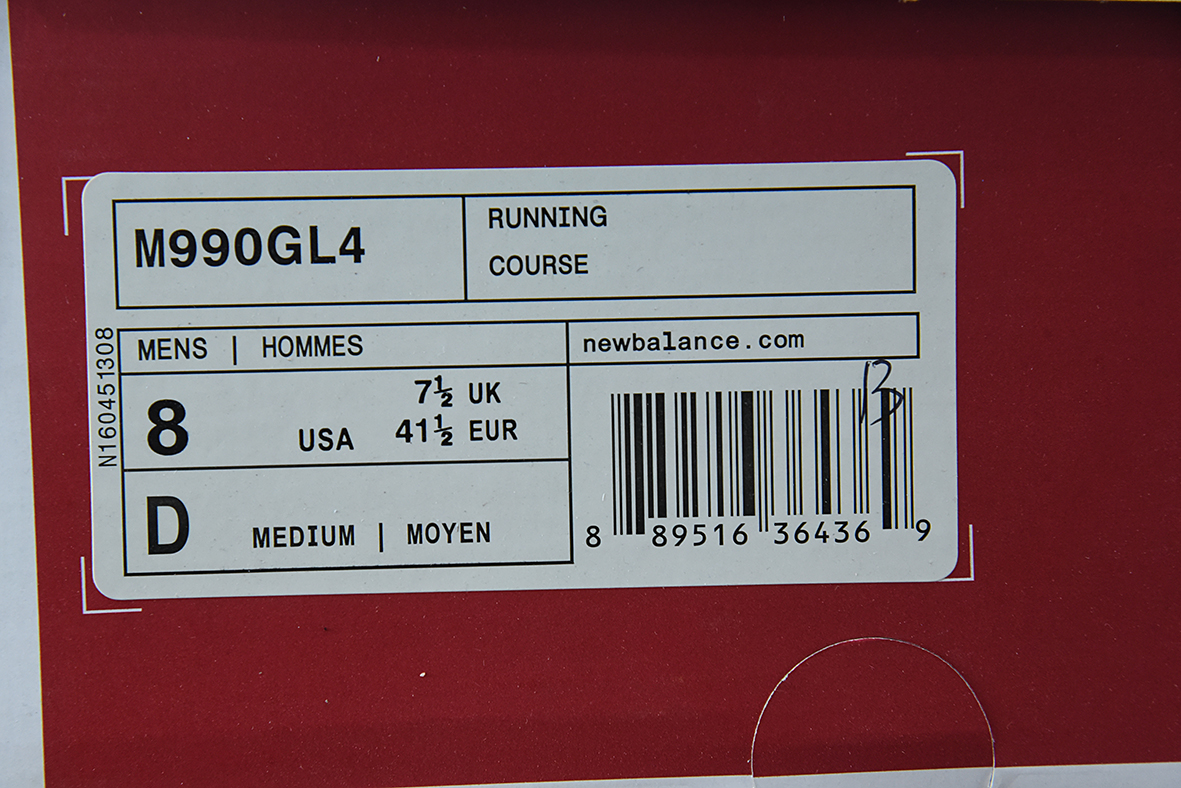 M990GL4
RUNNING
COURSE
N160451308
MENS | HOMMES
newbalance.com
8 USA
7½ UK
41½ EUR
D MEDIUM | MOYEN
8 89516 36436 9